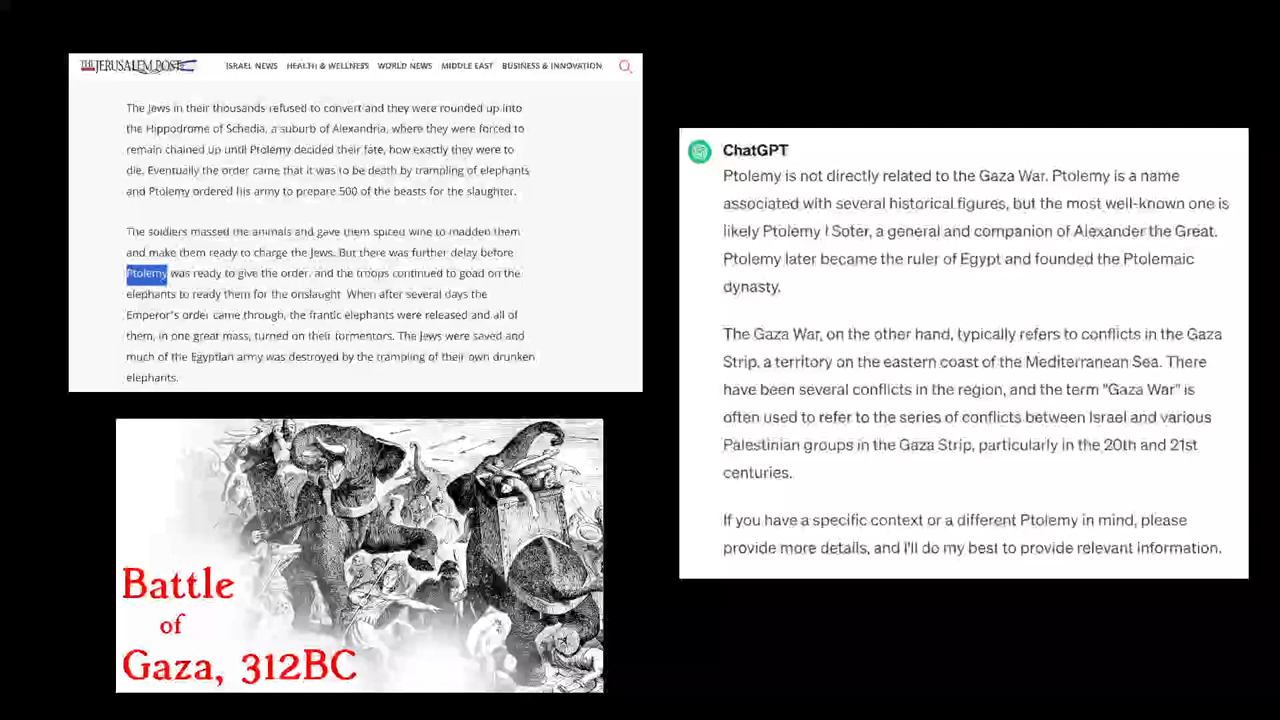 THE JERUSALEM POST
ISRAEL NEWS HEALTH & WELLNESS WORLD NEWS MIDDLE EAST BUSINESS & INNOVATION
The Jews in their thousands refused to convert and they were rounded up into
the Hippodrome of Schedia, a suburb of Alexandria, where they were forced to
remain chained up until Ptolemy decided their fate, how exactly they were to
die. Eventually the order came that it was to be death by trampling of elephants
and Ptolemy ordered his army to prepare 500 of the beasts for the slaughter.
The soldiers massed the animals and gave them spiced wine to madden them
and make them ready to charge the Jews. But there was further delay before
Ptolemy was ready to give the order, and the troops continued to goad on the
elephants to ready them for the onslaught. When after several days the
Emperor's order came through, the frantic elephants were released and all of
them, in one great mass, turned on their tormentors. The Jews were saved and
much of the Egyptian army was destroyed by the trampling of their own drunken
elephants.
Battle
of
Gaza, 312BC
ChatGPT
Ptolemy is not directly related to the Gaza War. Ptolemy is a name
associated with several historical figures, but the most well-known one is
likely Ptolemy I Soter, a general and companion of Alexander the Great.
Ptolemy later became the ruler of Egypt and founded the Ptolemaic
dynasty.
The Gaza War, on the other hand, typically refers to conflicts in the Gaza
Strip, a territory on the eastern coast of the Mediterranean Sea. There
have been several conflicts in the region, and the term "Gaza War" is
often used to refer to the series of conflicts between Israel and various
Palestinian groups in the Gaza Strip, particularly in the 20th and 21st
centuries.
If you have a specific context or a different Ptolemy in mind, please
provide more details, and I'll do my best to provide relevant information.